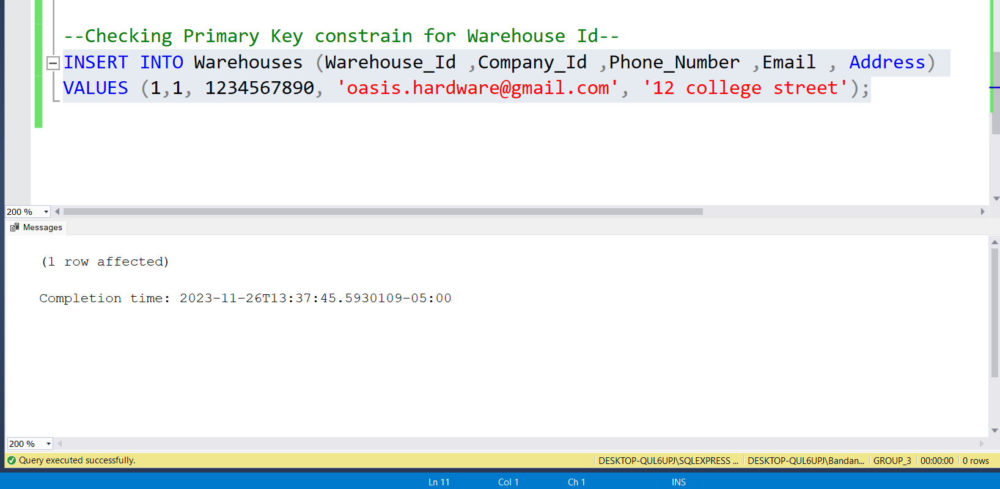 --Checking Primary Key constrain for Warehouse Id--
INSERT INTO Warehouses (Warehouse_Id ,Company_Id ,Phone_Number ,Email , Address)
VALUES (1,1, 1234567890, 'oasis.hardware@gmail.com', '12 college street');
200 %
Messages
(1 row affected)
Completion time: 2023-11-26T13:37:45.5930109-05:00
200 %
Query executed successfully. DESKTOP-QUL6UPJ\SQLEXPRESS ... DESKTOP-QUL6UPJ\Bandan... GROUP_3 00:00:00 0 rows
Ln 11 Col 1 Ch 1 INS